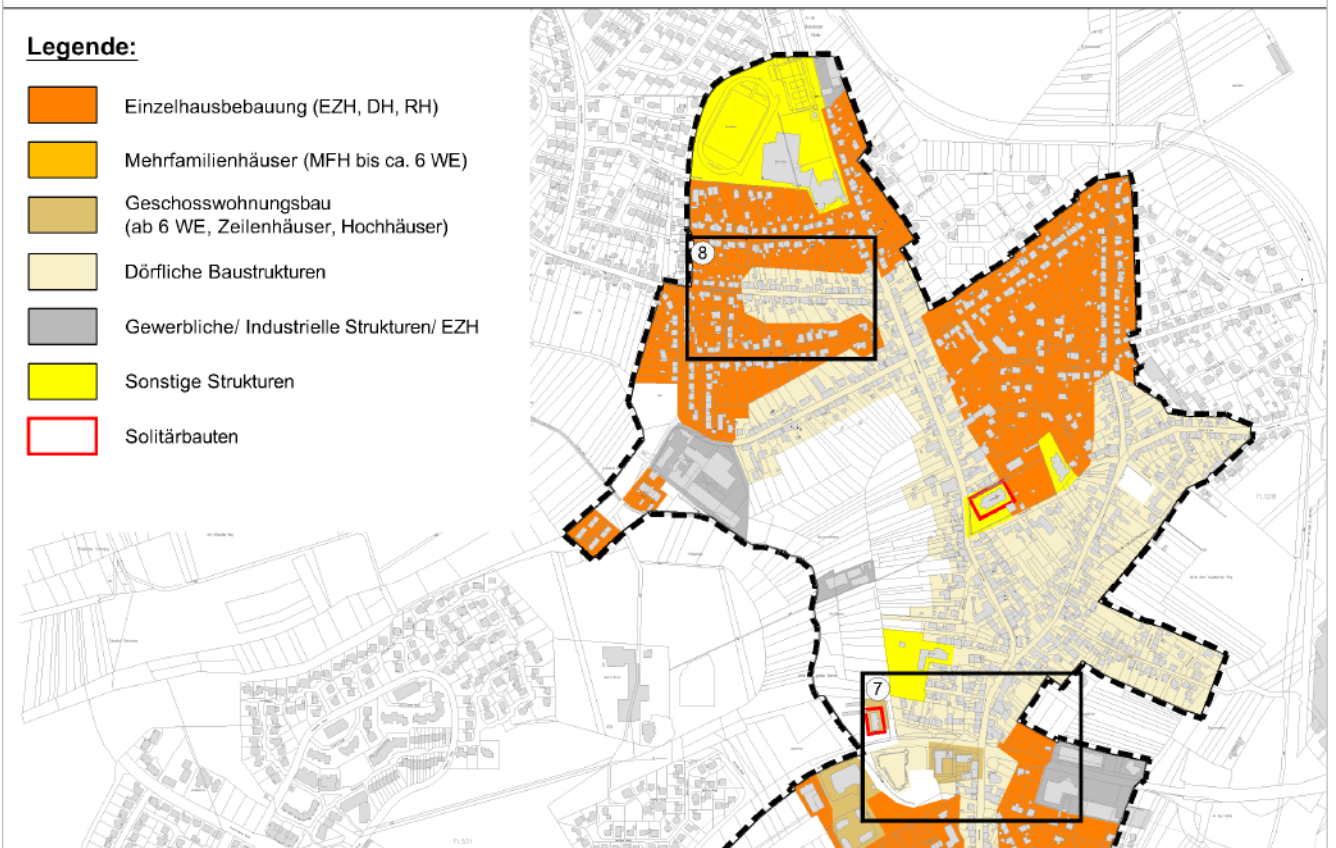 Legende:
Einzelhausbebauung (EZH, DH, RH)
Mehrfamilienhäuser (MFH bis ca. 6 WE)
Geschosswohnungsbau
(ab 6 WE, Zeilenhäuser, Hochhäuser)
Dörfliche Baustrukturen
Gewerbliche/ Industrielle Strukturen/ EZH
Sonstige Strukturen
Solitärbauten
8
7